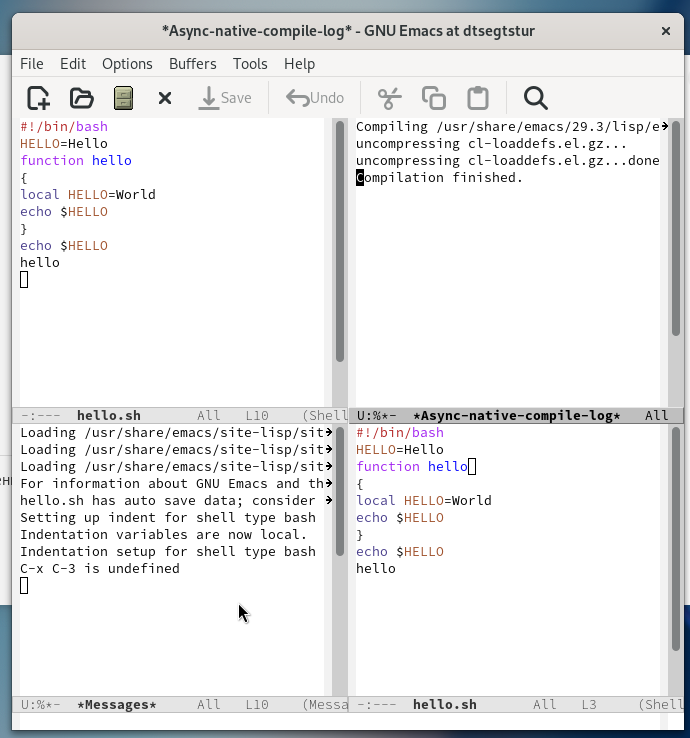 *Async-native-compile-log* - GNU Emacs at dtsegtstur
File Edit Options Buffers Tools Help
Save Undo
#!/bin/bash
HELLO=Hello
function hello
{
local HELLO=World
echo $HELLO
}
echo $HELLO
hello
-:--- hello.sh All L10 (Shell
Compiling /usr/share/emacs/29.3/lisp/e
uncompressing cl-loaddefs.el.gz...
uncompressing cl-loaddefs.el.gz...done
Compilation finished.
U:%*- *Async-native-compile-log* All
Loading /usr/share/emacs/site-lisp/sit
Loading /usr/share/emacs/site-lisp/sit
Loading /usr/share/emacs/site-lisp/sit
For information about GNU Emacs and th
hello.sh has auto save data; consider
Setting up indent for shell type bash
Indentation variables are now local.
Indentation setup for shell type bash
C-x C-3 is undefined
U:%*- *Messages* All L10 (Messa
#!/bin/bash
HELLO=Hello
function hello
{
local HELLO=World
echo $HELLO
}
echo $HELLO
hello
-:--- hello.sh All L3 (Shell